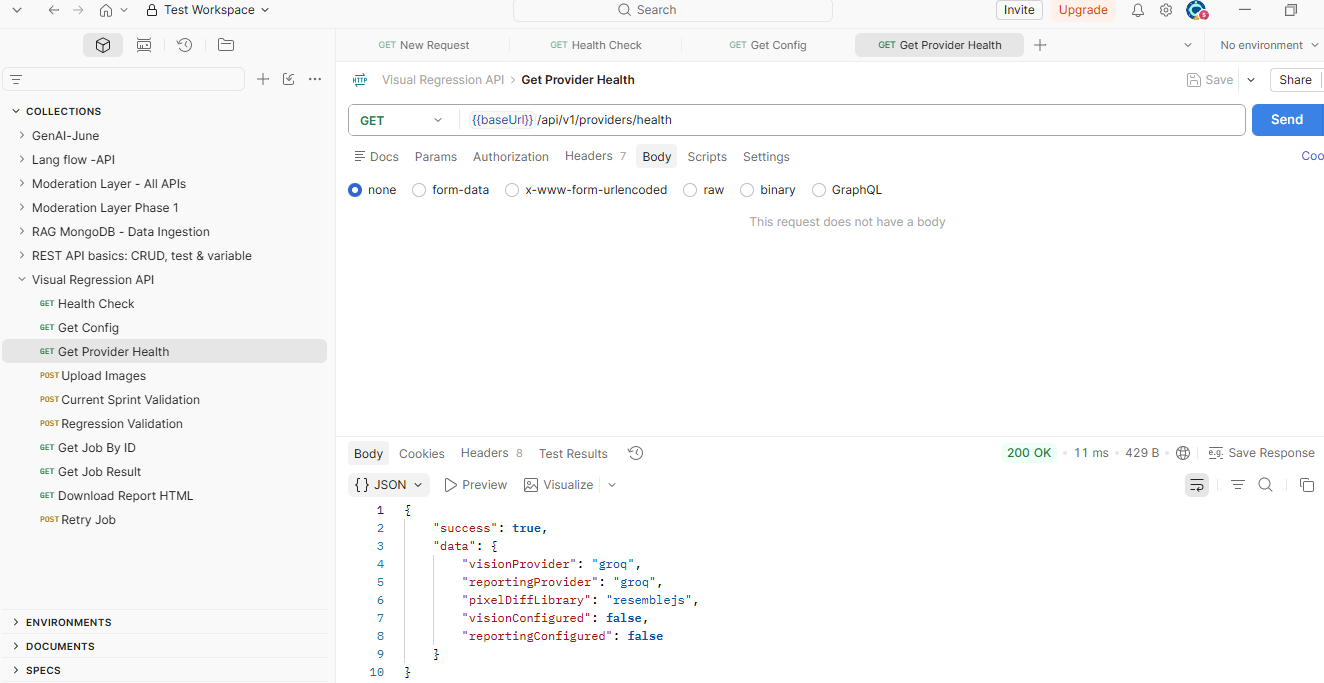 Test Workspace
Search
Invite
Upgrade
GET New Request
GET Health Check
GET Get Config
GET Get Provider Health
No environment
COLLECTIONS
GenAI-June
Lang flow -API
Moderation Layer - All APIs
Moderation Layer Phase 1
RAG MongoDB - Data Ingestion
REST API basics: CRUD, test & variable
Visual Regression API
GET Health Check
GET Get Config
GET Get Provider Health
POST Upload Images
POST Current Sprint Validation
POST Regression Validation
GET Get Job By ID
GET Get Job Result
GET Download Report HTML
POST Retry Job
ENVIRONMENTS
DOCUMENTS
SPECS
HTTP Visual Regression API > Get Provider Health
Save
Share
GET {{baseUrl}} /api/v1/providers/health
Send
Docs Params Authorization Headers 7 Body Scripts Settings
Coo
none form-data x-www-form-urlencoded raw binary GraphQL
This request does not have a body
Body Cookies Headers 8 Test Results
200 OK • 11 ms • 429 B • e.g. Save Response
{} JSON Preview Visualize
1 {
2 "success": true,
3 "data": {
4 "visionProvider": "groq",
5 "reportingProvider": "groq",
6 "pixelDiffLibrary": "resemblejs",
7 "visionConfigured": false,
8 "reportingConfigured": false
9 }
10 }